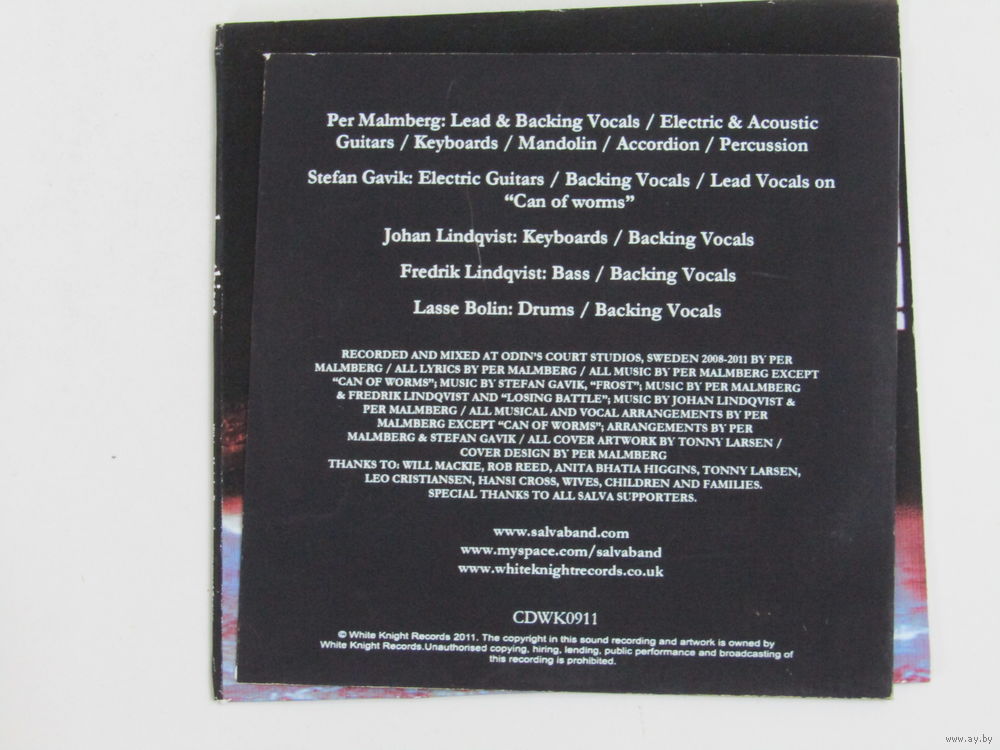 Per Malmberg: Lead & Backing Vocals / Electric & Acoustic
Guitars / Keyboards / Mandolin / Accordion / Percussion
Stefan Gavik: Electric Guitars / Backing Vocals / Lead Vocals on
“Can of worms”
Johan Lindqvist: Keyboards / Backing Vocals
Fredrik Lindqvist: Bass / Backing Vocals
Lasse Bolin: Drums / Backing Vocals
RECORDED AND MIXED AT ODIN'S COURT STUDIOS, SWEDEN 2008-2011 BY PER
MALMBERG / ALL LYRICS BY PER MALMBERG / ALL MUSIC BY PER MALMBERG EXCEPT
“CAN OF WORMS”; MUSIC BY STEFAN GAVIK, “FROST”; MUSIC BY PER MALMBERG
& FREDRIK LINDQVIST AND “LOSING BATTLE”; MUSIC BY JOHAN LINDQVIST &
PER MALMBERG / ALL MUSICAL AND VOCAL ARRANGEMENTS BY PER
MALMBERG EXCEPT “CAN OF WORMS”; ARRANGEMENTS BY PER
MALMBERG & STEFAN GAVIK / ALL COVER ARTWORK BY TONNY LARSEN /
COVER DESIGN BY PER MALMBERG
THANKS TO: WILL MACKIE, ROB REED, ANITA BHATIA HIGGINS, TONNY LARSEN,
LEO CRISTIANSEN, HANSI CROSS, WIVES, CHILDREN AND FAMILIES.
SPECIAL THANKS TO ALL SALVA SUPPORTERS.
www.salvaband.com
www.myspace.com/salvaband
www.whiteknightrecords.co.uk
CDWK0911
© White Knight Records 2011. The copyright in this sound recording and artwork is owned by
White Knight Records.Unauthorised copying, hiring, lending, public performance and broadcasting of
this recording is prohibited.
www.ay.by